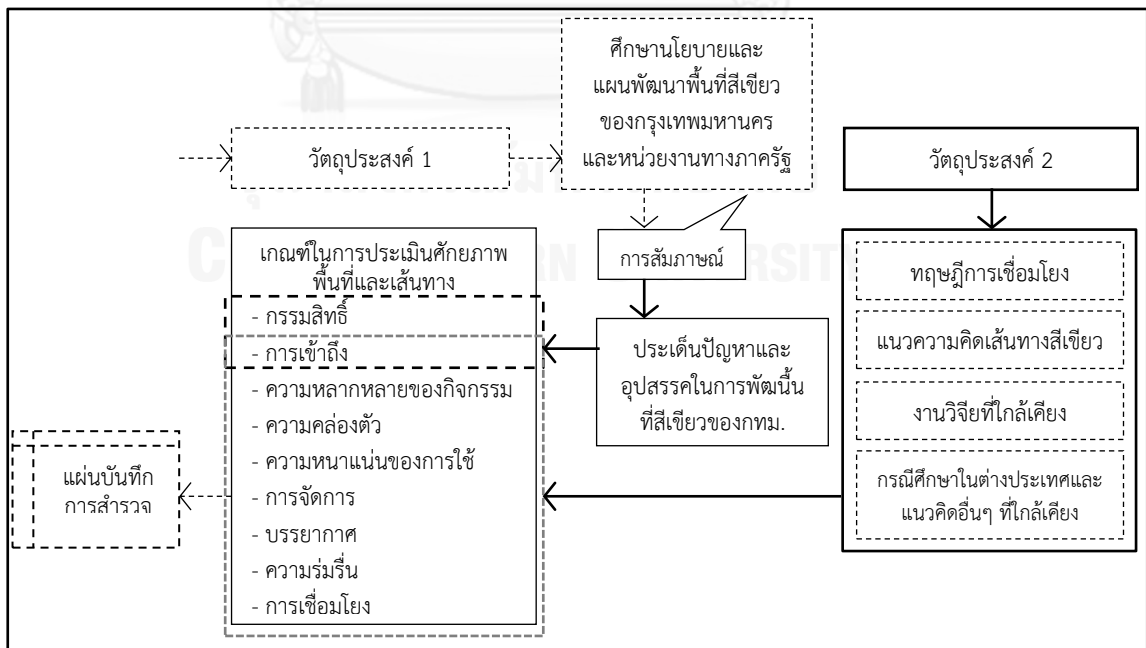 ศึกษานโยบายและ
แผนพัฒนาพื้นที่สีเขียว
ของกรุงเทพมหานคร
และหน่วยงานทางภาครัฐ
วัตถุประสงค์ 1
วัตถุประสงค์ 2
การสัมภาษณ์
เกณฑ์ในการประเมินศักยภาพ
พื้นที่และเส้นทาง
- กรรมสิทธิ์
- การเข้าถึง
- ความหลากหลายของกิจกรรม
- ความคล่องตัว
- ความหนาแน่นของการใช้
- การจัดการ
- บรรยากาศ
- ความร่มรื่น
- การเชื่อมโยง
ประเด็นปัญหาและ
อุปสรรคในการพัฒนื้น
ที่สีเขียวของกทม.
ทฤษฎีการเชื่อมโยง
แนวความคิดเส้นทางสีเขียว
งานวิจัยที่ใกล้เคียง
กรณีศึกษาในต่างประเทศและ
แนวคิดอื่นๆ ที่ใกล้เคียง
แผ่นบันทึก
การสำรวจ